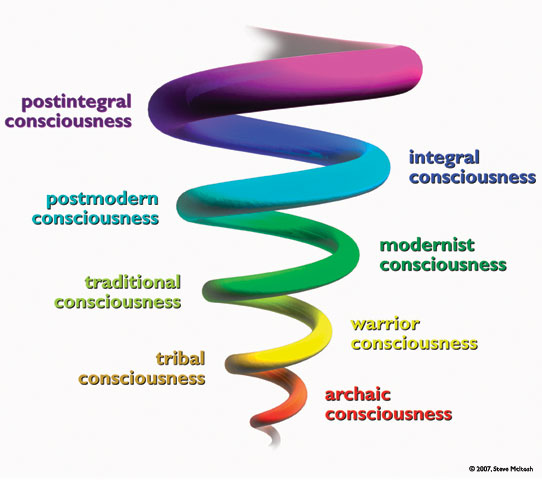 postintegral
consciousness
integral
consciousness
postmodern
consciousness
modernist
consciousness
traditional
consciousness
warrior
consciousness
tribal
consciousness
archaic
consciousness
© 2007, Steve McIntosh